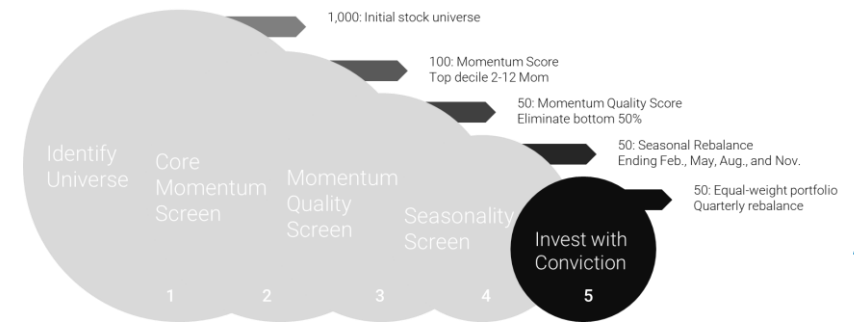 1,000: Initial stock universe
100: Momentum Score
Top decile 2-12 Mom
50: Momentum Quality Score
Eliminate bottom 50%
50: Seasonal Rebalance
Ending Feb., May, Aug., and Nov.
50: Equal-weight portfolio
Quarterly rebalance
Identify
Universe
Core
Momentum
Screen
Momentum
Quality
Screen
Seasonality
Screen
Invest with
Conviction
1
2
3
4
5